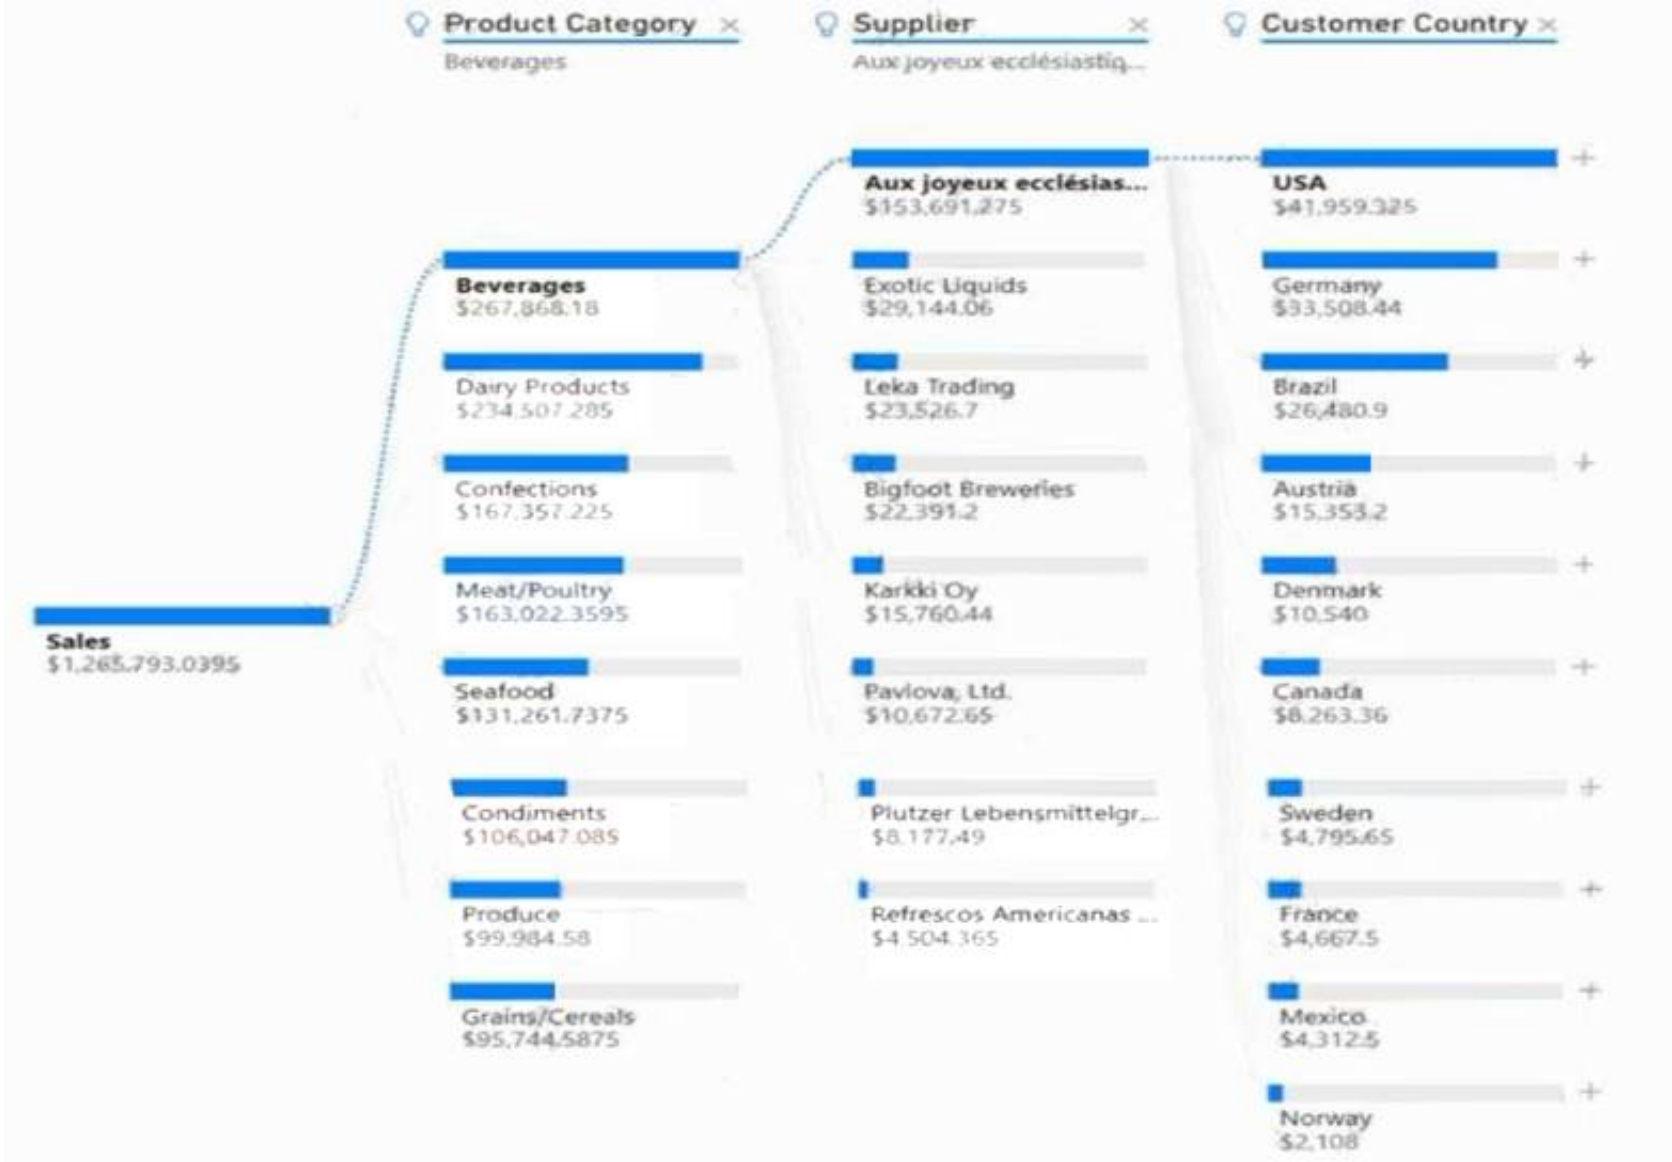 Product Category
Beverages
Supplier
Aux joyeux ecclésiastiq...
Customer Country
Sales
$1,265,793.0395
Beverages
$267,868.18
Dairy Products
$234,507.285
Confections
$167,357.225
Meat/Poultry
$163,022.3595
Seafood
$131,261.7375
Condiments
$106,047.085
Produce
$99,984.58
Grains/Cereals
$95,744.5875
Aux joyeux ecclésias...
$153,691.275
Exotic Liquids
$29,144.06
Leka Trading
$23,526.7
Bigfoot Breweries
$22,391.2
Karkki Oy
$15,760.44
Pavlova, Ltd.
$10,672.65
Plutzer Lebensmittelgr...
$8,177.49
Refrescos Americanas ...
$4,504.365
USA
$41,959.325
Germany
$33,508.44
Brazil
$26,480.9
Austria
$15,353.2
Denmark
$10,540
Canada
$8,263.36
Sweden
$4,795.65
France
$4,667.5
Mexico
$4,312.5
Norway
$2,108